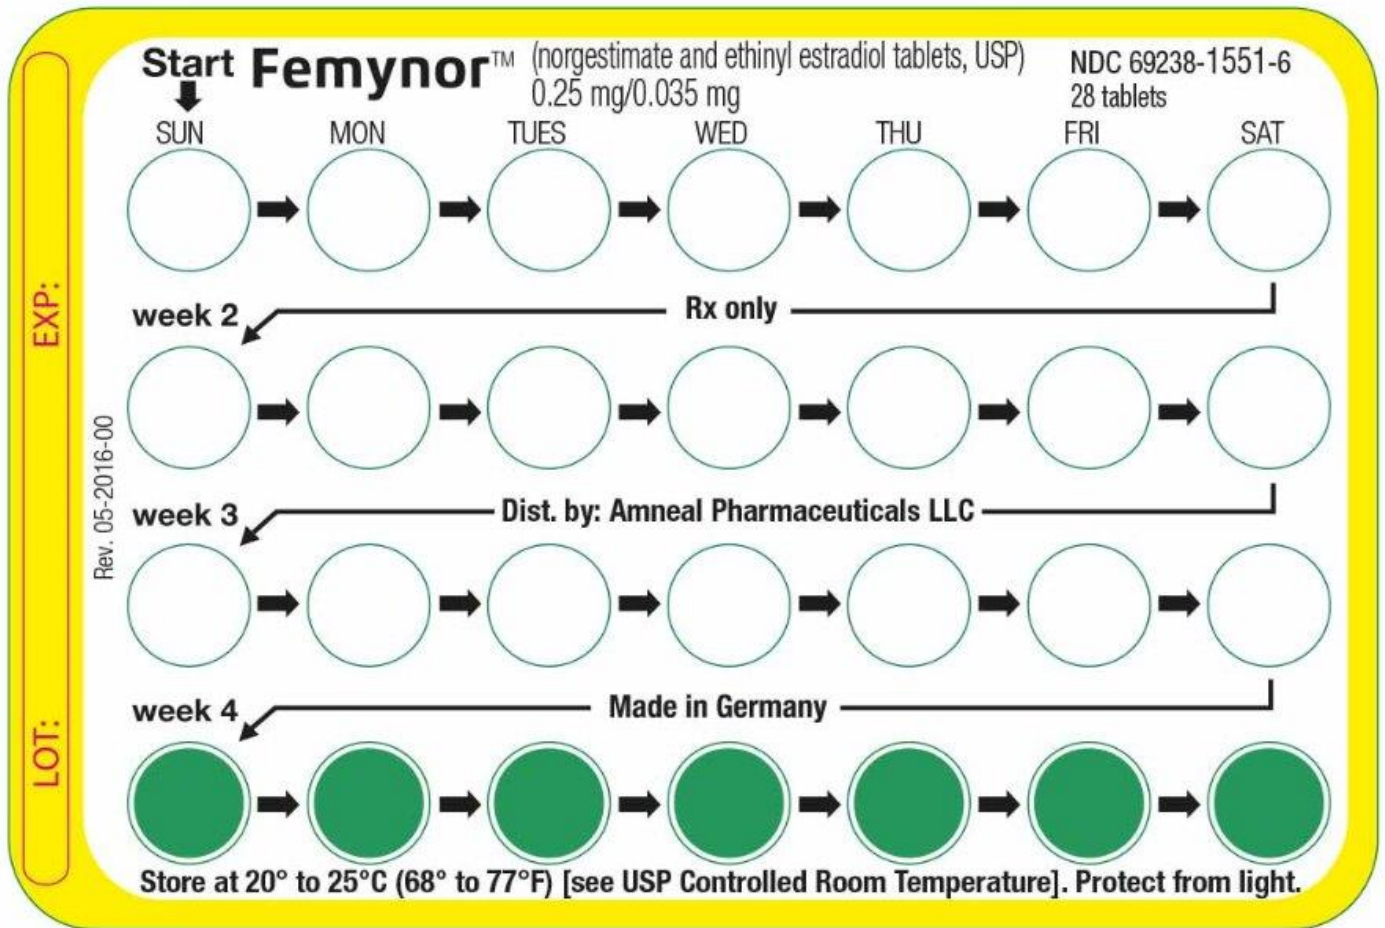 Start Femynor™ (norgestimate and ethinyl estradiol tablets, USP)
0.25 mg/0.035 mg
NDC 69238-1551-6
28 tablets
SUN MON TUES WED THU FRI SAT
week 2 Rx only
week 3 Dist. by: Amneal Pharmaceuticals LLC
week 4 Made in Germany
Store at 20° to 25°C (68° to 77°F) [see USP Controlled Room Temperature]. Protect from light.
EXP:
LOT:
Rev. 05-2016-00